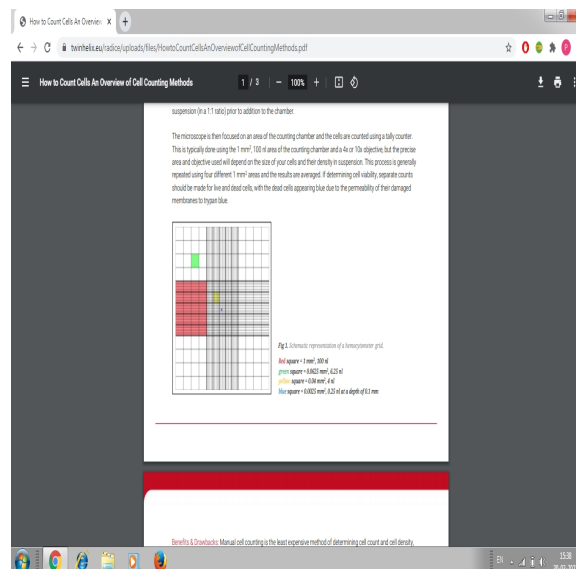 How to Count Cells An Overview
twinhelix.eu/radice/uploads/files/HowtoCountCellsAnOverviewofCellCountingMethods.pdf
How to Count Cells An Overview of Cell Counting Methods
1 / 3 − 100% +
suspension (in a 1:1 ratio) prior to addition to the chamber.
The microscope is then focused on an area of the counting chamber and the cells are counted using a tally counter.
This is typically done using the 1 mm², 100 nl area of the counting chamber and a 4x or 10x objective, but the precise
area and objective used will depend on the size of your cells and their density in suspension. This process is generally
repeated using four different 1 mm² areas and the results are averaged. If determining cell viability, separate counts
should be made for live and dead cells, with the dead cells appearing blue due to the permeability of their damaged
membranes to trypan blue.
Fig 1. Schematic representation of a hemocytometer grid.
Red square = 1 mm², 100 nl
green square = 0.0625 mm², 6.25 nl
yellow square = 0.04 mm², 4 nl
blue square = 0.0025 mm², 0.25 nl at a depth of 0.1 mm
Benefits & Drawbacks: Manual cell counting is the least expensive method of determining cell count and cell density,
EN
15:38